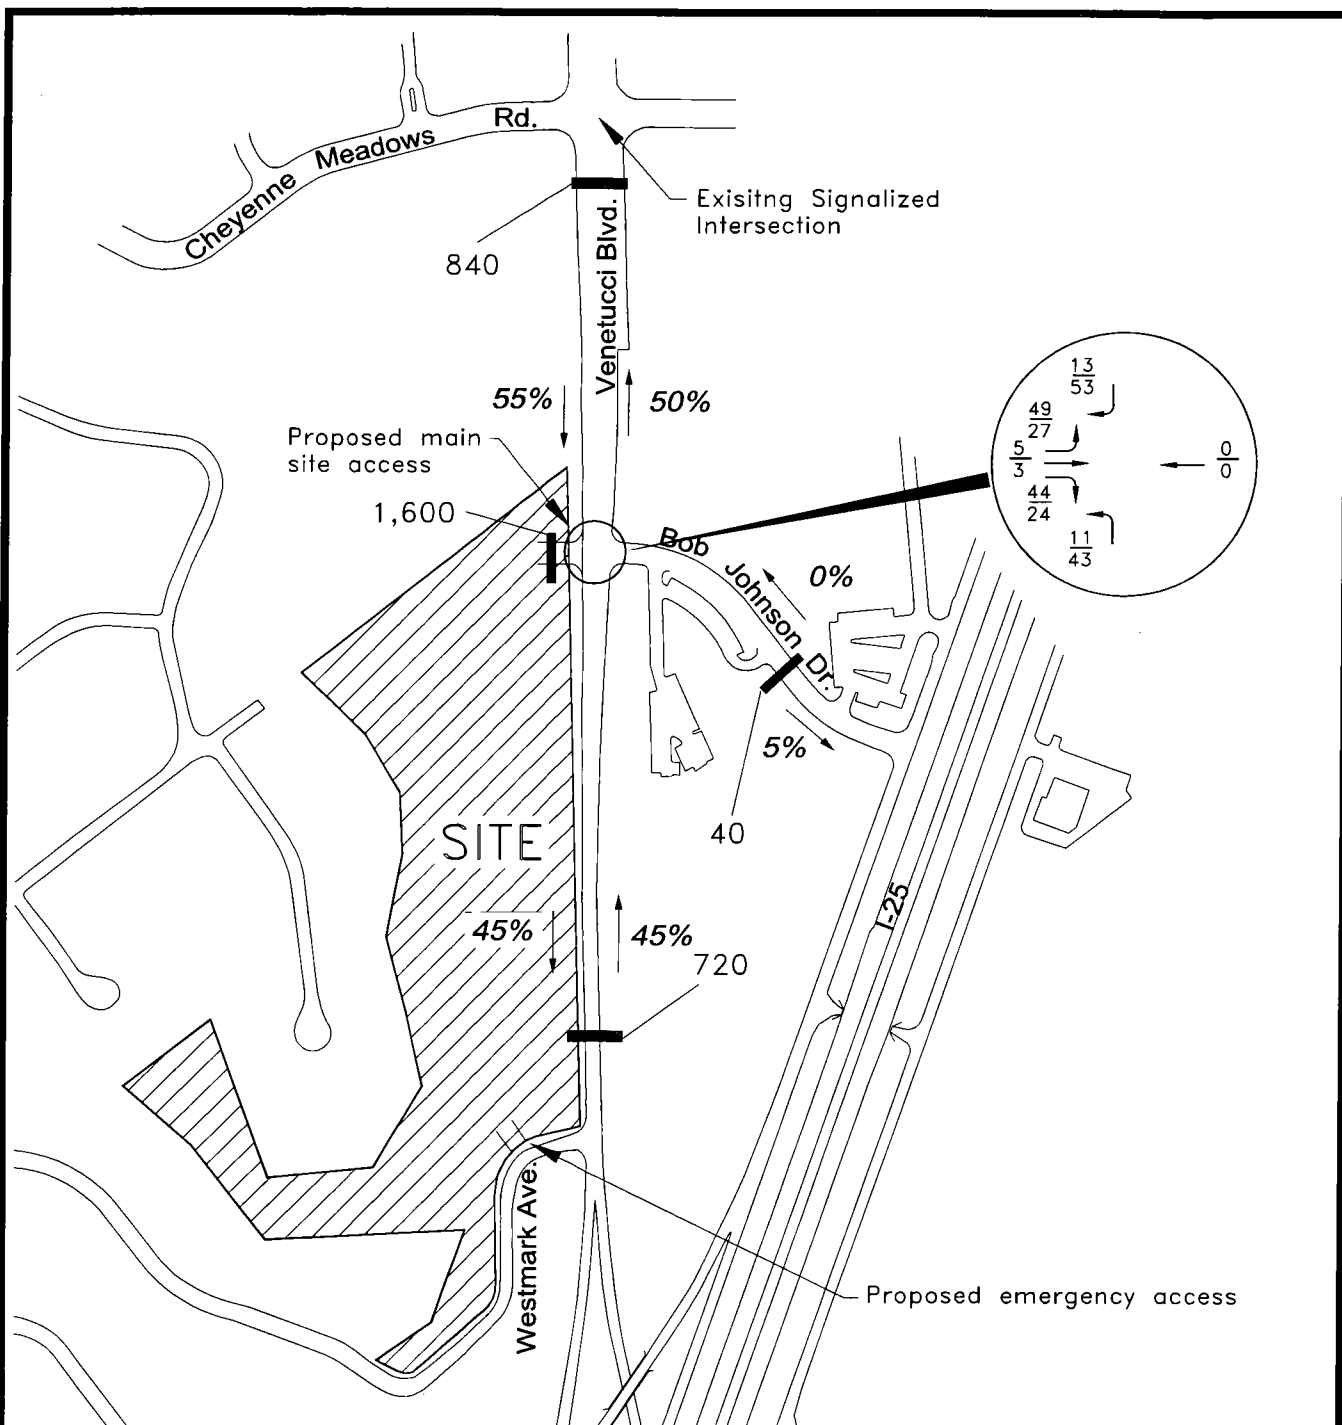 Cheyenne Meadows Rd.
Exisitng Signalized
Intersection
840
Venetucci Blvd.
55%
50%
Proposed main
site access
1,600
13
53
49
27
5
3
44
24
11
43
0
0
Bob Johnson Dr.
0%
5%
40
SITE
I-25
45%
45%
720
Westmark Ave.
Proposed emergency access